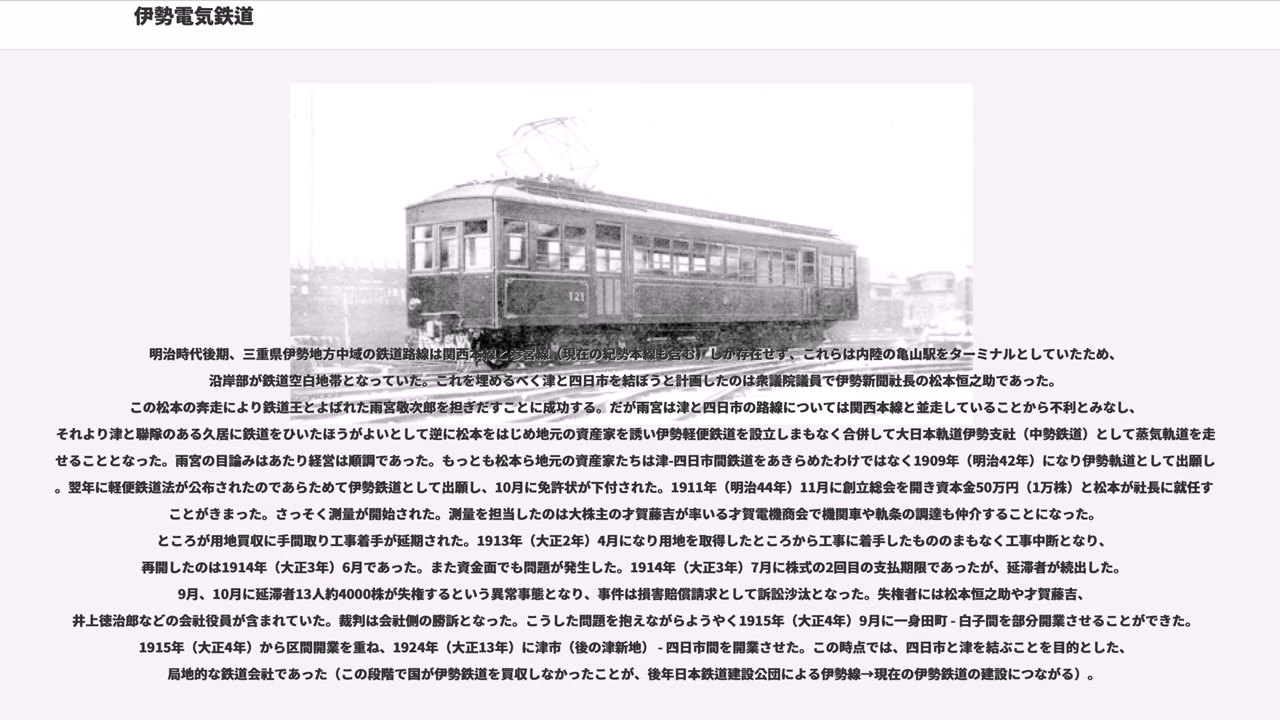 伊勢電気鉄道
121
明治時代後期、三重県伊勢地方中域の鉄道路線は関西本線と参宮線（現在の紀勢本線も含む）しか存在せず、これらは内陸の亀山駅をターミナルとしていたため、
沿岸部が鉄道空白地帯となっていた。これを埋めるべく津と四日市を結ぼうと計画したのは衆議院議員で伊勢新聞社長の松本恒之助であった。
この松本の奔走により鉄道王とよばれた雨宮敬次郎を担ぎだすことに成功する。だが雨宮は津と四日市の路線については関西本線と並走していることから不利とみなし、
それより津と聯隊のある久居に鉄道をひいたほうがよいとして逆に松本をはじめ地元の資産家を誘い伊勢軽便鉄道を設立しまもなく合併して大日本軌道伊勢支社（中勢鉄道）として蒸気軌道を走
せることとなった。雨宮の目論みはあたり経営は順調であった。もっとも松本ら地元の資産家たちは津-四日市間鉄道をあきらめたわけではなく1909年（明治42年）になり伊勢軌道として出願し
。翌年に軽便鉄道法が公布されたのであらためて伊勢鉄道として出願し、10月に免許状が下付された。1911年（明治44年）11月に創立総会を開き資本金50万円（1万株）と松本が社長に就任す
ことがきまった。さっそく測量が開始された。測量を担当したのは大株主の才賀藤吉が率いる才賀電機商会で機関車や軌条の調達も仲介することになった。
ところが用地買収に手間取り工事着手が延期された。1913年（大正2年）4月になり用地を取得したところから工事に着手したもののまもなく工事中断となり、
再開したのは1914年（大正3年）6月であった。また資金面でも問題が発生した。1914年（大正3年）7月に株式の2回目の支払期限であったが、延滞者が続出した。
9月、10月に延滞者13人約4000株が失権するという異常事態となり、事件は損害賠償請求として訴訟沙汰となった。失権者には松本恒之助や才賀藤吉、
井上徳治郎などの会社役員が含まれていた。裁判は会社側の勝訴となった。こうした問題を抱えながらようやく1915年（大正4年）9月に一身田町 - 白子間を部分開業させることができた。
1915年（大正4年）から区間開業を重ね、1924年（大正13年）に津市（後の津新地） - 四日市間を開業させた。この時点では、四日市と津を結ぶことを目的とした、
局地的な鉄道会社であった（この段階で国が伊勢鉄道を買収しなかったことが、後年日本鉄道建設公団による伊勢線→現在の伊勢鉄道の建設につながる）。